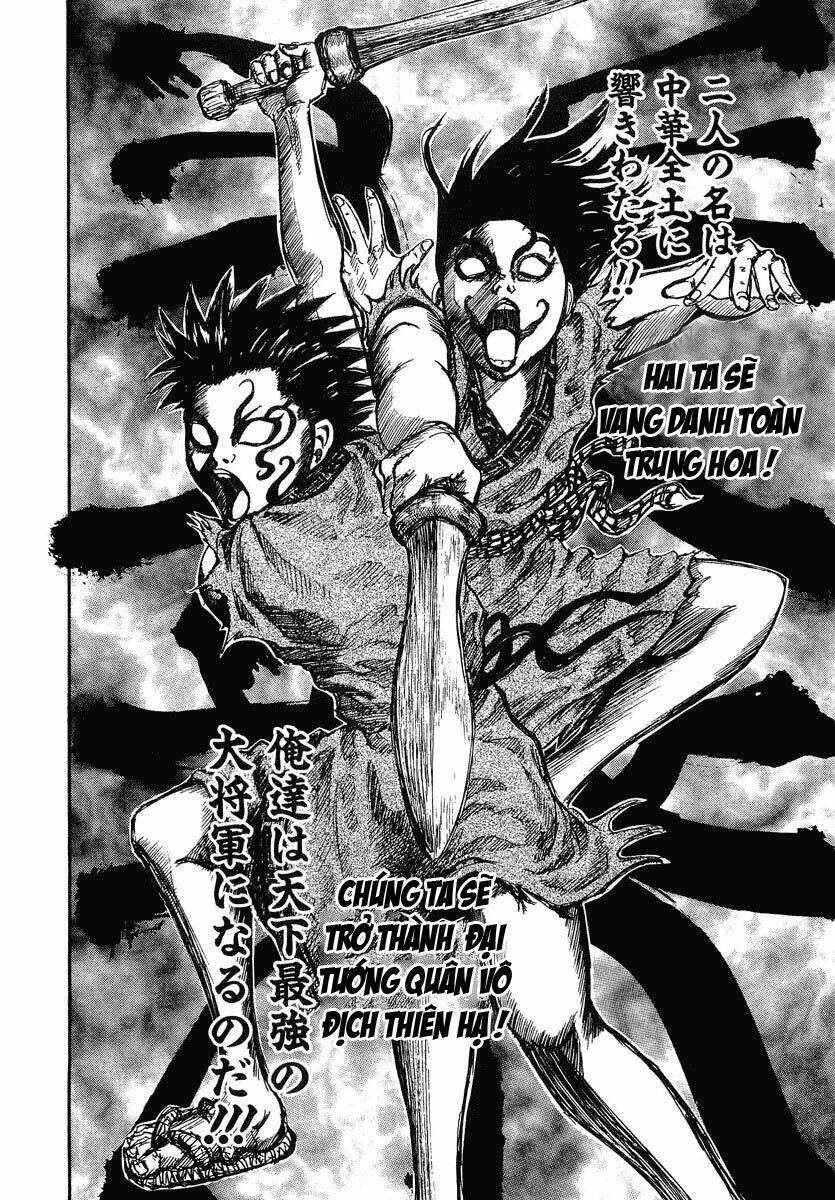 二人の名は
中華全土に
響きわたる!!
HAI TA SẼ
VANG DANH TOÀN
TRUNG HOA !
俺達は天下最強の
大将軍になるのだ!!!
CHÚNG TA SẼ
TRỞ THÀNH ĐẠI
TƯỚNG QUÂN VÔ
ĐỊCH THIÊN HẠ !